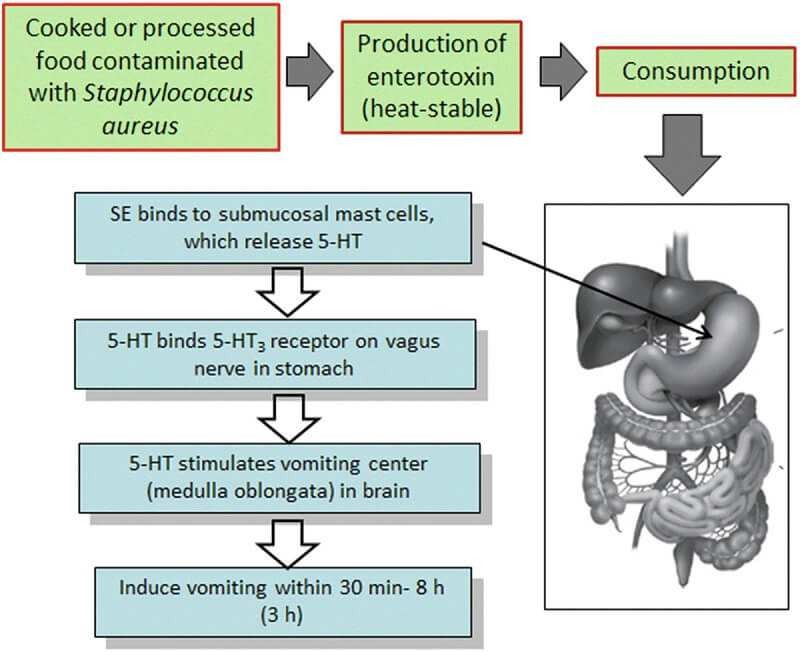 Cooked or processed
food contaminated
with Staphylococcus
aureus
Production of
enterotoxin
(heat-stable)
Consumption
SE binds to submucosal mast cells,
which release 5-HT
5-HT binds 5-HT₃ receptor on vagus
nerve in stomach
5-HT stimulates vomiting center
(medulla oblongata) in brain
Induce vomiting within 30 min- 8 h
(3 h)